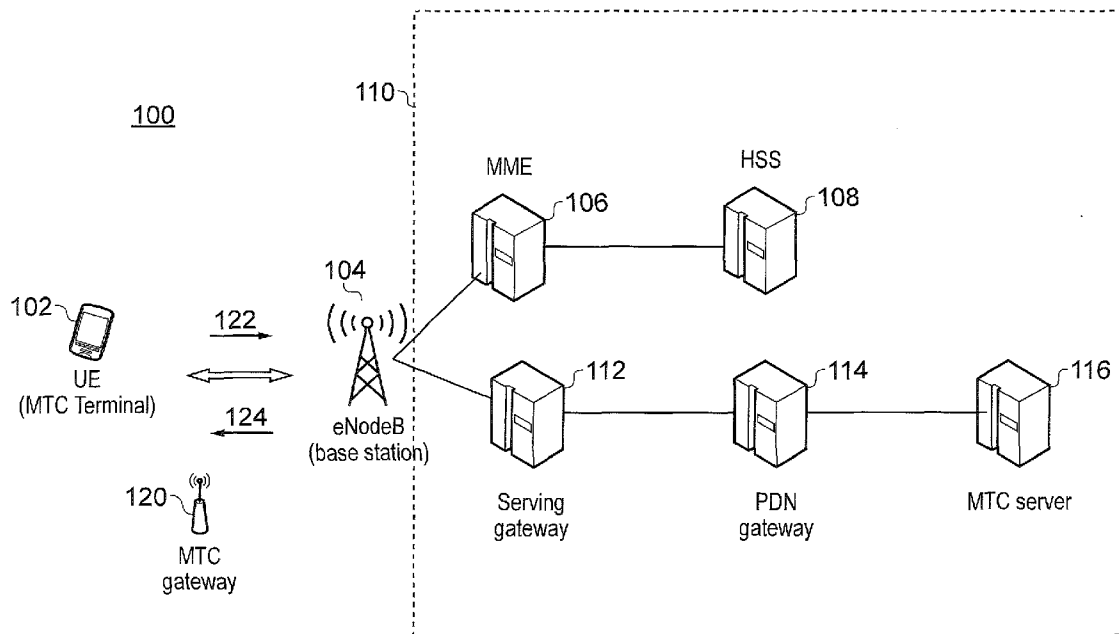 110
100
MME
HSS
106
108
104
102
122
UE
(MTC Terminal)
124
eNodeB
(base station)
112
114
116
120
MTC
gateway
Serving
gateway
PDN
gateway
MTC server